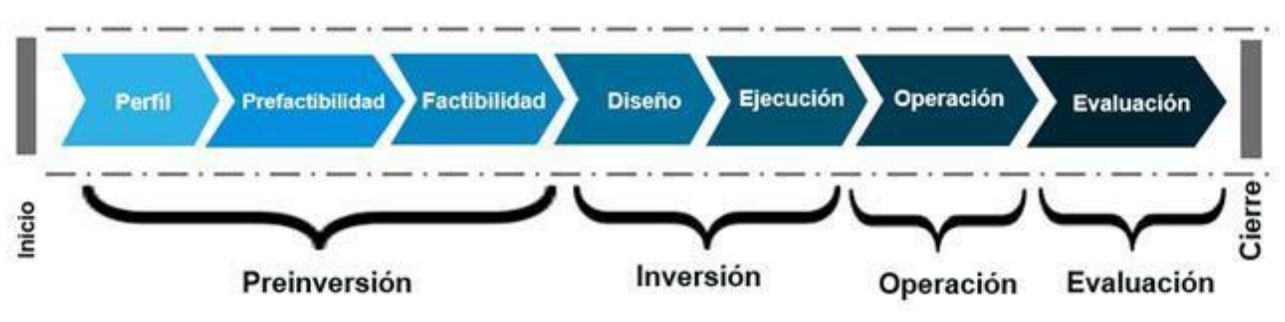 Perfil
Prefactibilidad
Factibilidad
Diseño
Ejecución
Operación
Evaluación
Inicio
Cierre
Preinversión
Inversión
Operación
Evaluación